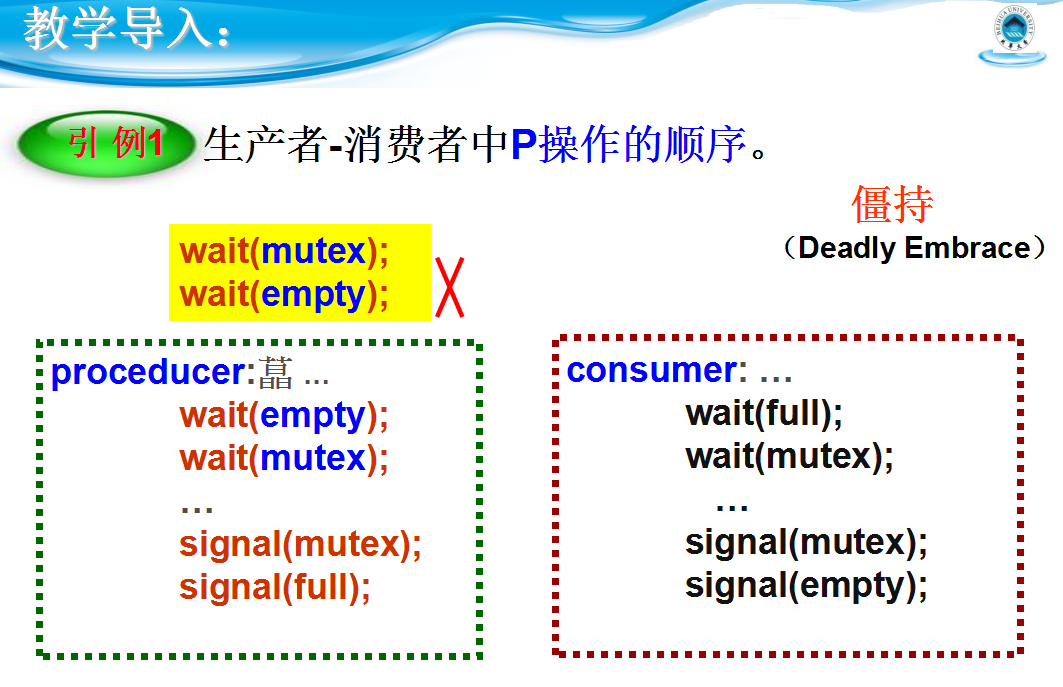 教学导入：
BEIHUA UNIVERSITY
引 例1 生产者-消费者中P操作的顺序。
僵持
（Deadly Embrace）
wait(mutex);
wait(empty);
proceducer: ...
wait(empty);
wait(mutex);
…
signal(mutex);
signal(full);
consumer: …
wait(full);
wait(mutex);
…
signal(mutex);
signal(empty);